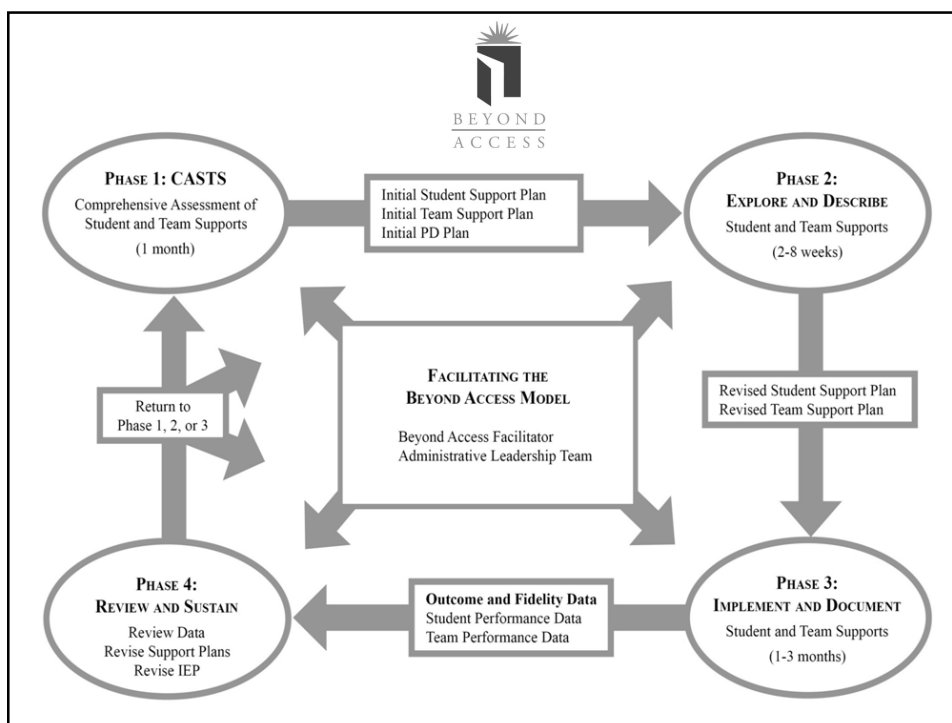 BEYOND
ACCESS
PHASE 1: CASTS
Comprehensive Assessment of
Student and Team Supports
(1 month)
Initial Student Support Plan
Initial Team Support Plan
Initial PD Plan
PHASE 2:
EXPLORE AND DESCRIBE
Student and Team Supports
(2-8 weeks)
FACILITATING THE
BEYOND ACCESS MODEL
Beyond Access Facilitator
Administrative Leadership Team
Return to
Phase 1, 2, or 3
Revised Student Support Plan
Revised Team Support Plan
PHASE 4:
REVIEW AND SUSTAIN
Review Data
Revise Support Plans
Revise IEP
Outcome and Fidelity Data
Student Performance Data
Team Performance Data
PHASE 3:
IMPLEMENT AND DOCUMENT
Student and Team Supports
(1-3 months)